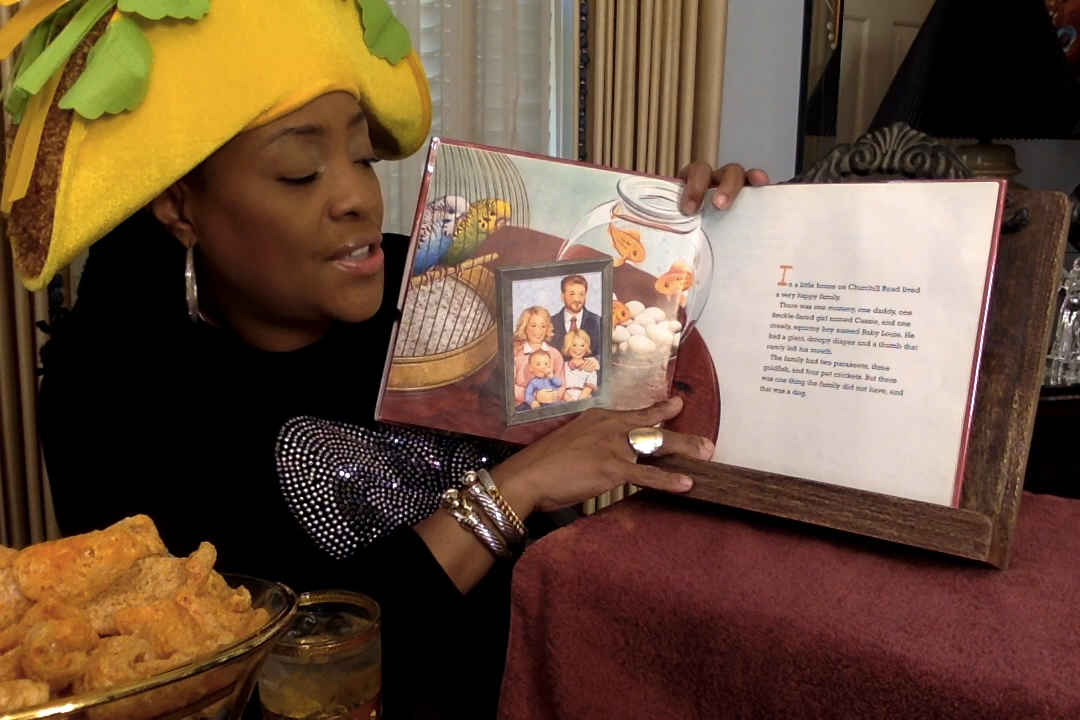 In a little house on Churchill Road lived
a very happy family.
There was one mommy, one daddy, one
freckle-faced girl named Cassie, and one
crawly, squirmy boy named Baby Louie. He
had a giant, droopy diaper and a thumb that
rarely left his mouth.
The family had two parakeets, three
goldfish, and four pet crickets. But there
was one thing the family did not have, and
that was a dog.